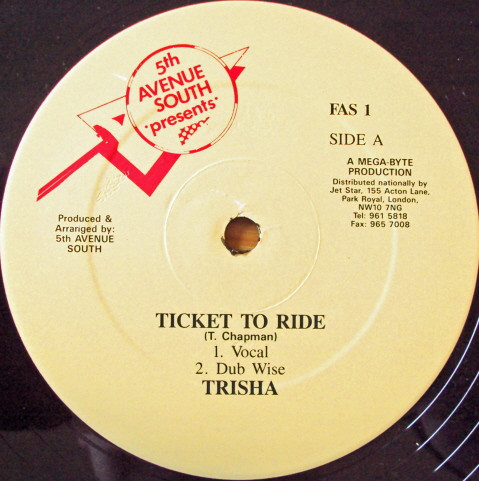 5th
AVENUE
SOUTH
·presents·
FAS 1
SIDE A
A MEGA-BYTE
PRODUCTION
Distributed nationally by
Jet Star, 155 Acton Lane,
Park Royal, London,
NW10 7NG
Tel: 961 5818
Fax: 965 7008
Produced &
Arranged by:
5th AVENUE
SOUTH
TICKET TO RIDE
(T. Chapman)
1. Vocal
2. Dub Wise
TRISHA